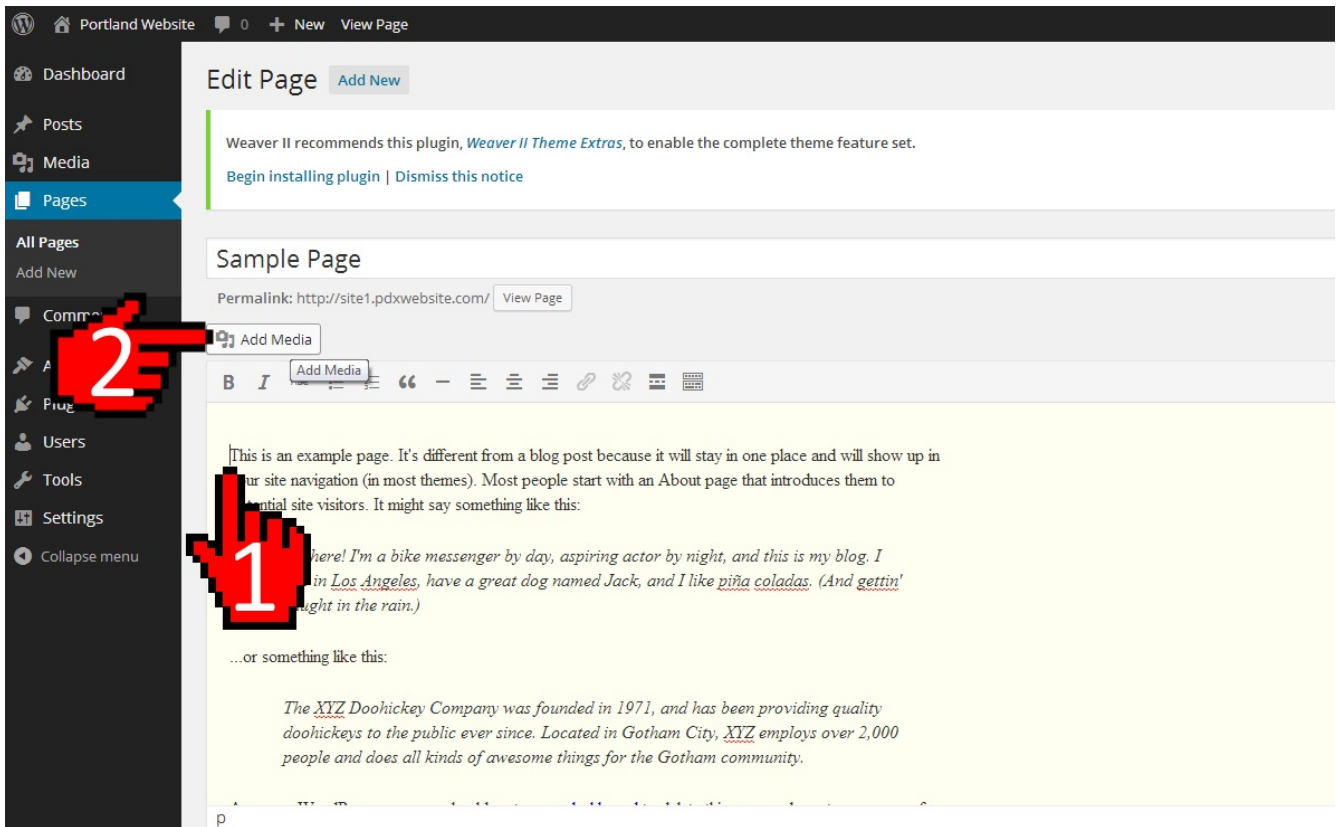 Portland Website 0 + New View Page
Dashboard
Posts
Media
Pages
All Pages
Add New
Comme
2
A
Plug
Users
Tools
Settings
Collapse menu
Edit Page Add New
Weaver II recommends this plugin, Weaver II Theme Extras, to enable the complete theme feature set.
Begin installing plugin | Dismiss this notice
Sample Page
Permalink: http://site1.pdxwebsite.com/ View Page
Add Media
Add Media
B I
This is an example page. It's different from a blog post because it will stay in one place and will show up in
site navigation (in most themes). Most people start with an About page that introduces them to
site visitors. It might say something like this:
1
here! I'm a bike messenger by day, aspiring actor by night, and this is my blog. I
in Los Angeles, have a great dog named Jack, and I like piña coladas. (And gettin'
in the rain.)
...or something like this:
The XYZ Doohickey Company was founded in 1971, and has been providing quality
doohickeys to the public ever since. Located in Gotham City, XYZ employs over 2,000
people and does all kinds of awesome things for the Gotham community.
p